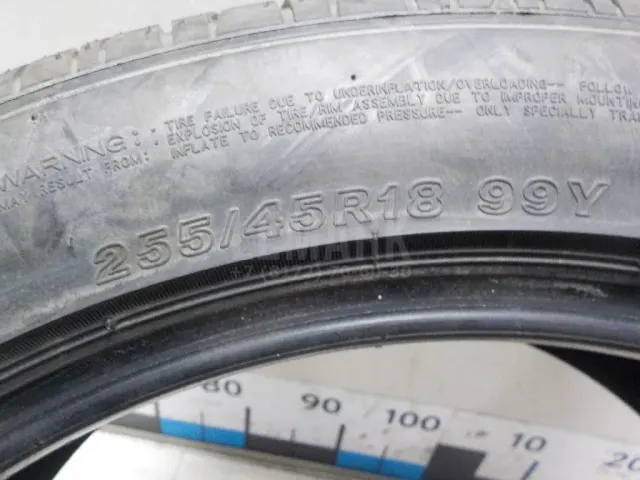 WARNING: TIRE FAILURE DUE TO UNDERINFLATION/OVERLOADING-- FOLLOW
MAY RESULT FROM: EXPLOSION OF TIRE/RIM ASSEMBLY DUE TO IMPROPER MOUNTING
INFLATE TO RECOMMENDED PRESSURE-- ONLY SPECIALLY TRA
255/45R18 99Y
80 90 100 10 20